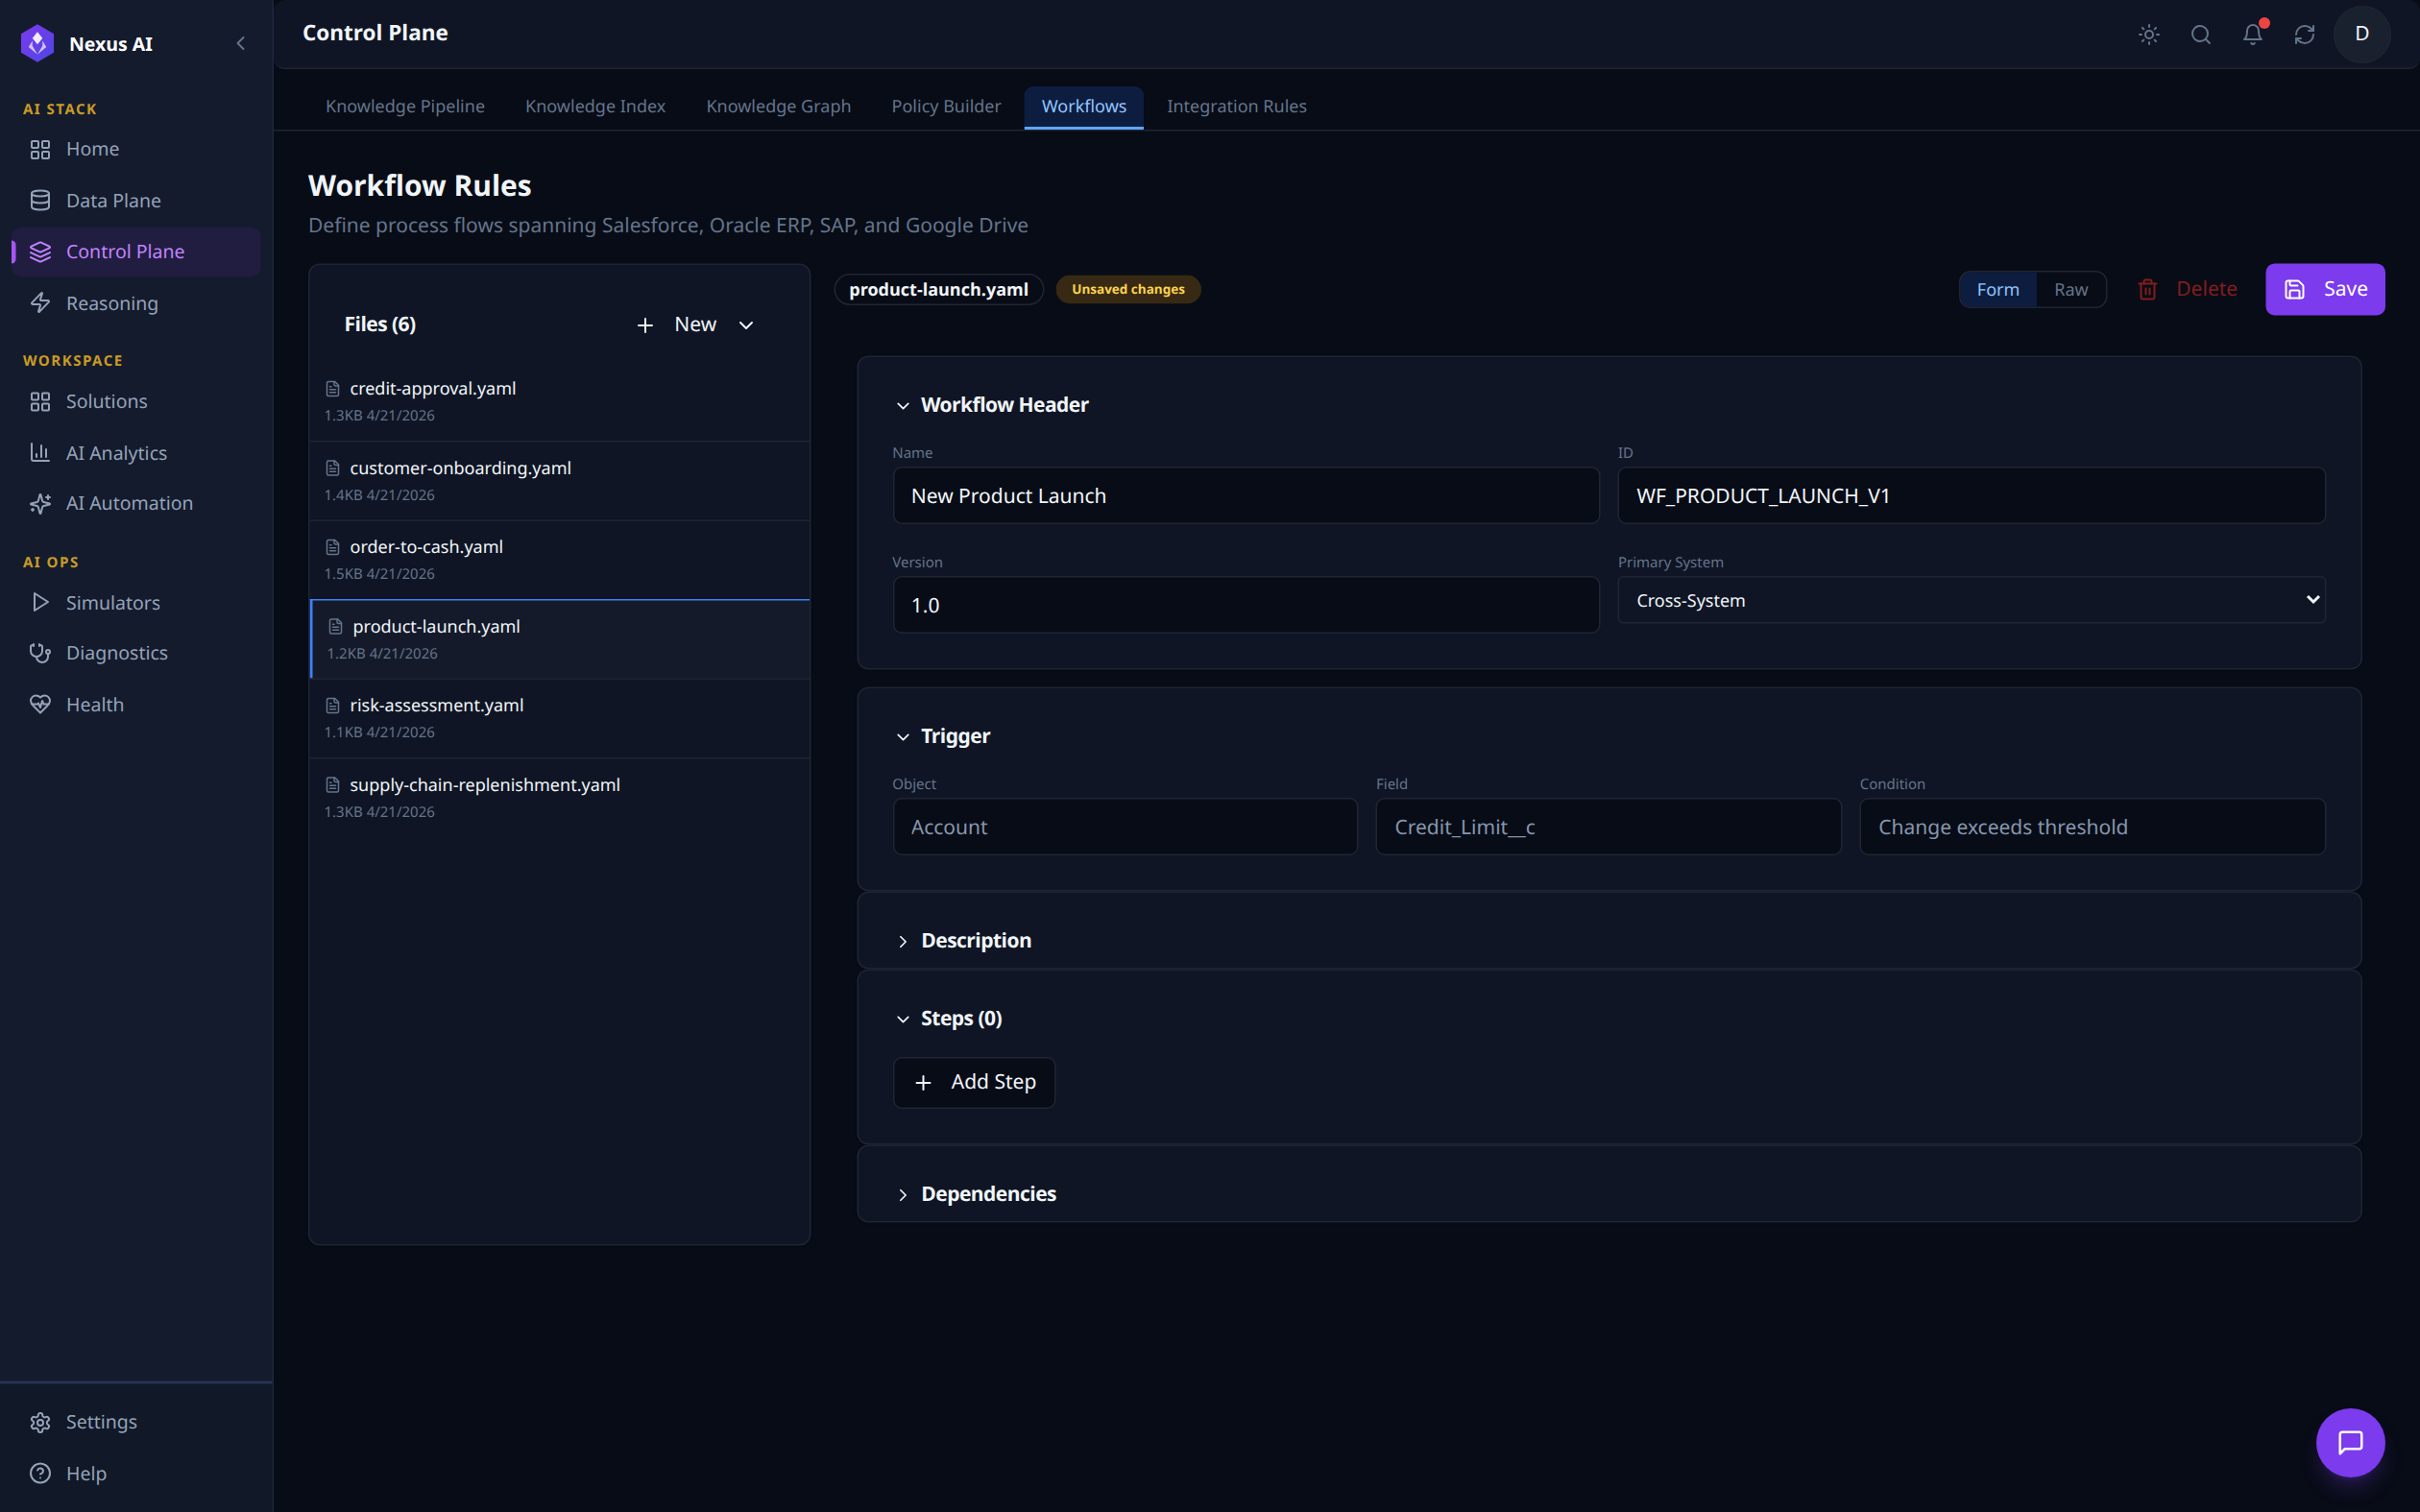 Nexus AI
AI STACK
Home
Data Plane
Control Plane
Reasoning
WORKSPACE
Solutions
AI Analytics
AI Automation
AI OPS
Simulators
Diagnostics
Health
Settings
Help
Control Plane
D
Knowledge Pipeline
Knowledge Index
Knowledge Graph
Policy Builder
Workflows
Integration Rules
Workflow Rules
Define process flows spanning Salesforce, Oracle ERP, SAP, and Google Drive
Files (6)
New
credit-approval.yaml
1.3KB 4/21/2026
customer-onboarding.yaml
1.4KB 4/21/2026
order-to-cash.yaml
1.5KB 4/21/2026
product-launch.yaml
1.2KB 4/21/2026
risk-assessment.yaml
1.1KB 4/21/2026
supply-chain-replenishment.yaml
1.3KB 4/21/2026
product-launch.yaml
Unsaved changes
Form
Raw
Delete
Save
Workflow Header
Name
New Product Launch
ID
WF_PRODUCT_LAUNCH_V1
Version
1.0
Primary System
Cross-System
Trigger
Object
Account
Field
Credit_Limit__c
Condition
Change exceeds threshold
Description
Steps (0)
Add Step
Dependencies